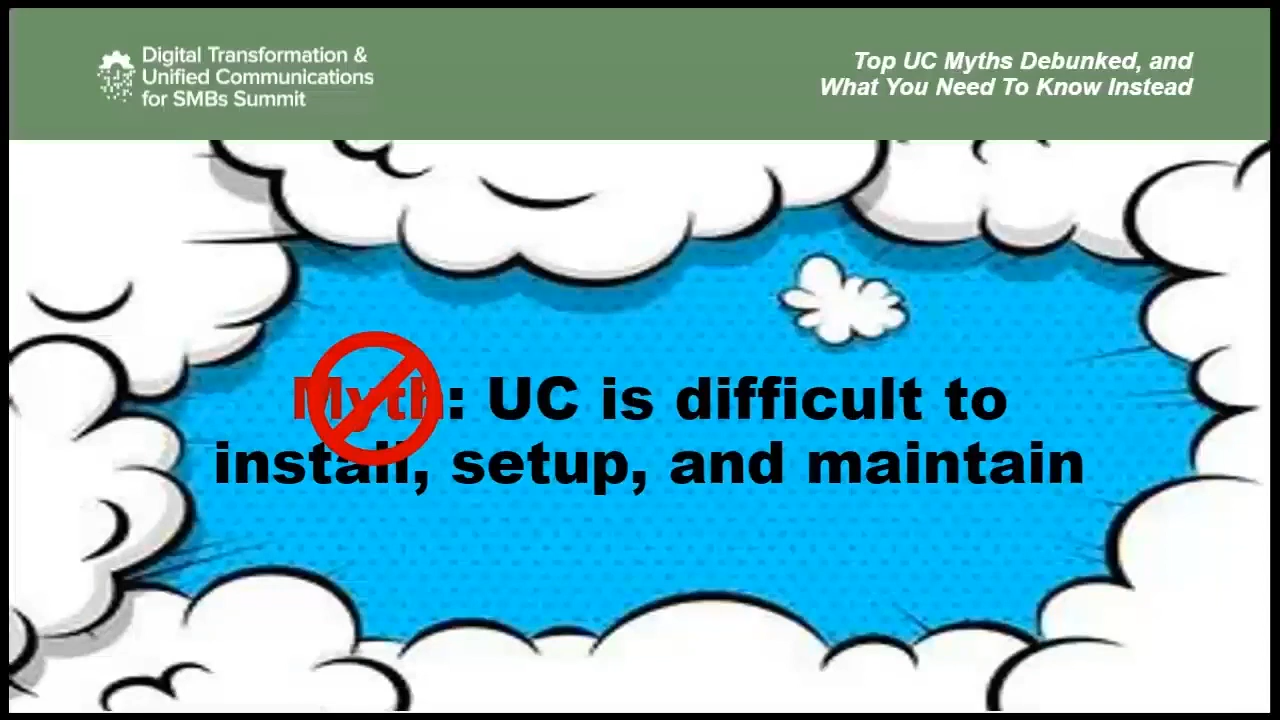 Digital Transformation &
Unified Communications
for SMBs Summit
Top UC Myths Debunked, and
What You Need To Know Instead
Myth: UC is difficult to
install, setup, and maintain